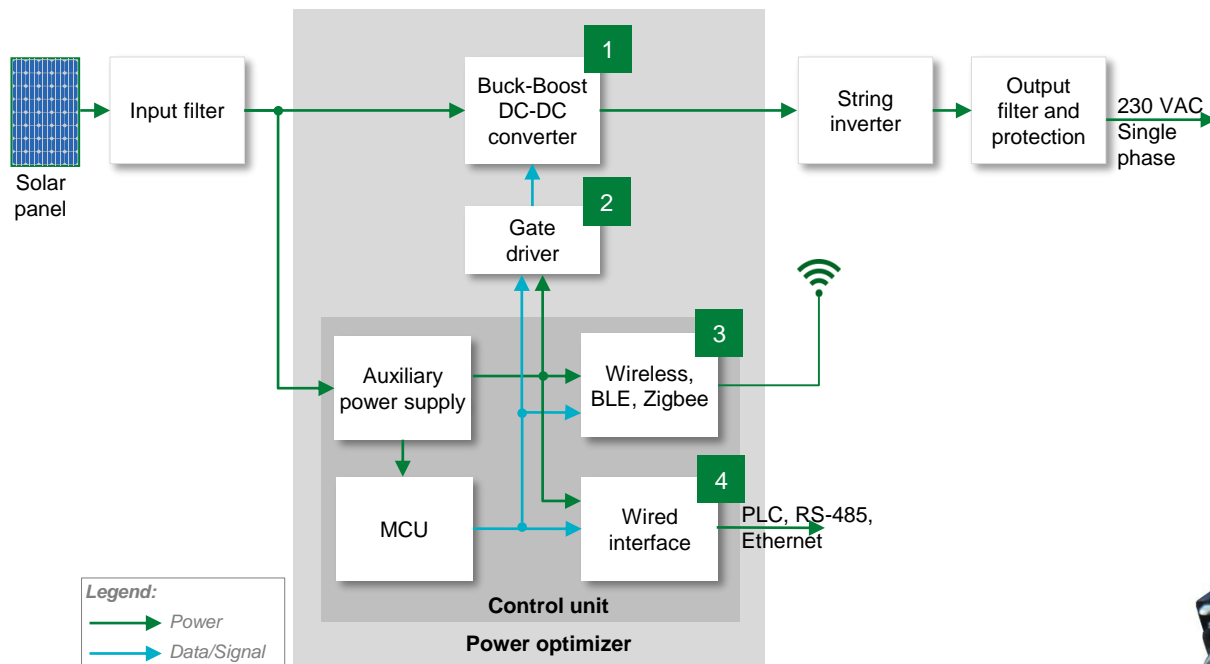 1
Buck-Boost
DC-DC
converter
Input filter
String
inverter
Output
filter and
protection
230 VAC
Single
phase
Solar
panel
2
Gate
driver
3
Wireless,
BLE, Zigbee
Auxiliary
power supply
4
Wired
interface
PLC, RS-485,
Ethernet
MCU
Control unit
Power optimizer
Legend:
Power
Data/Signal